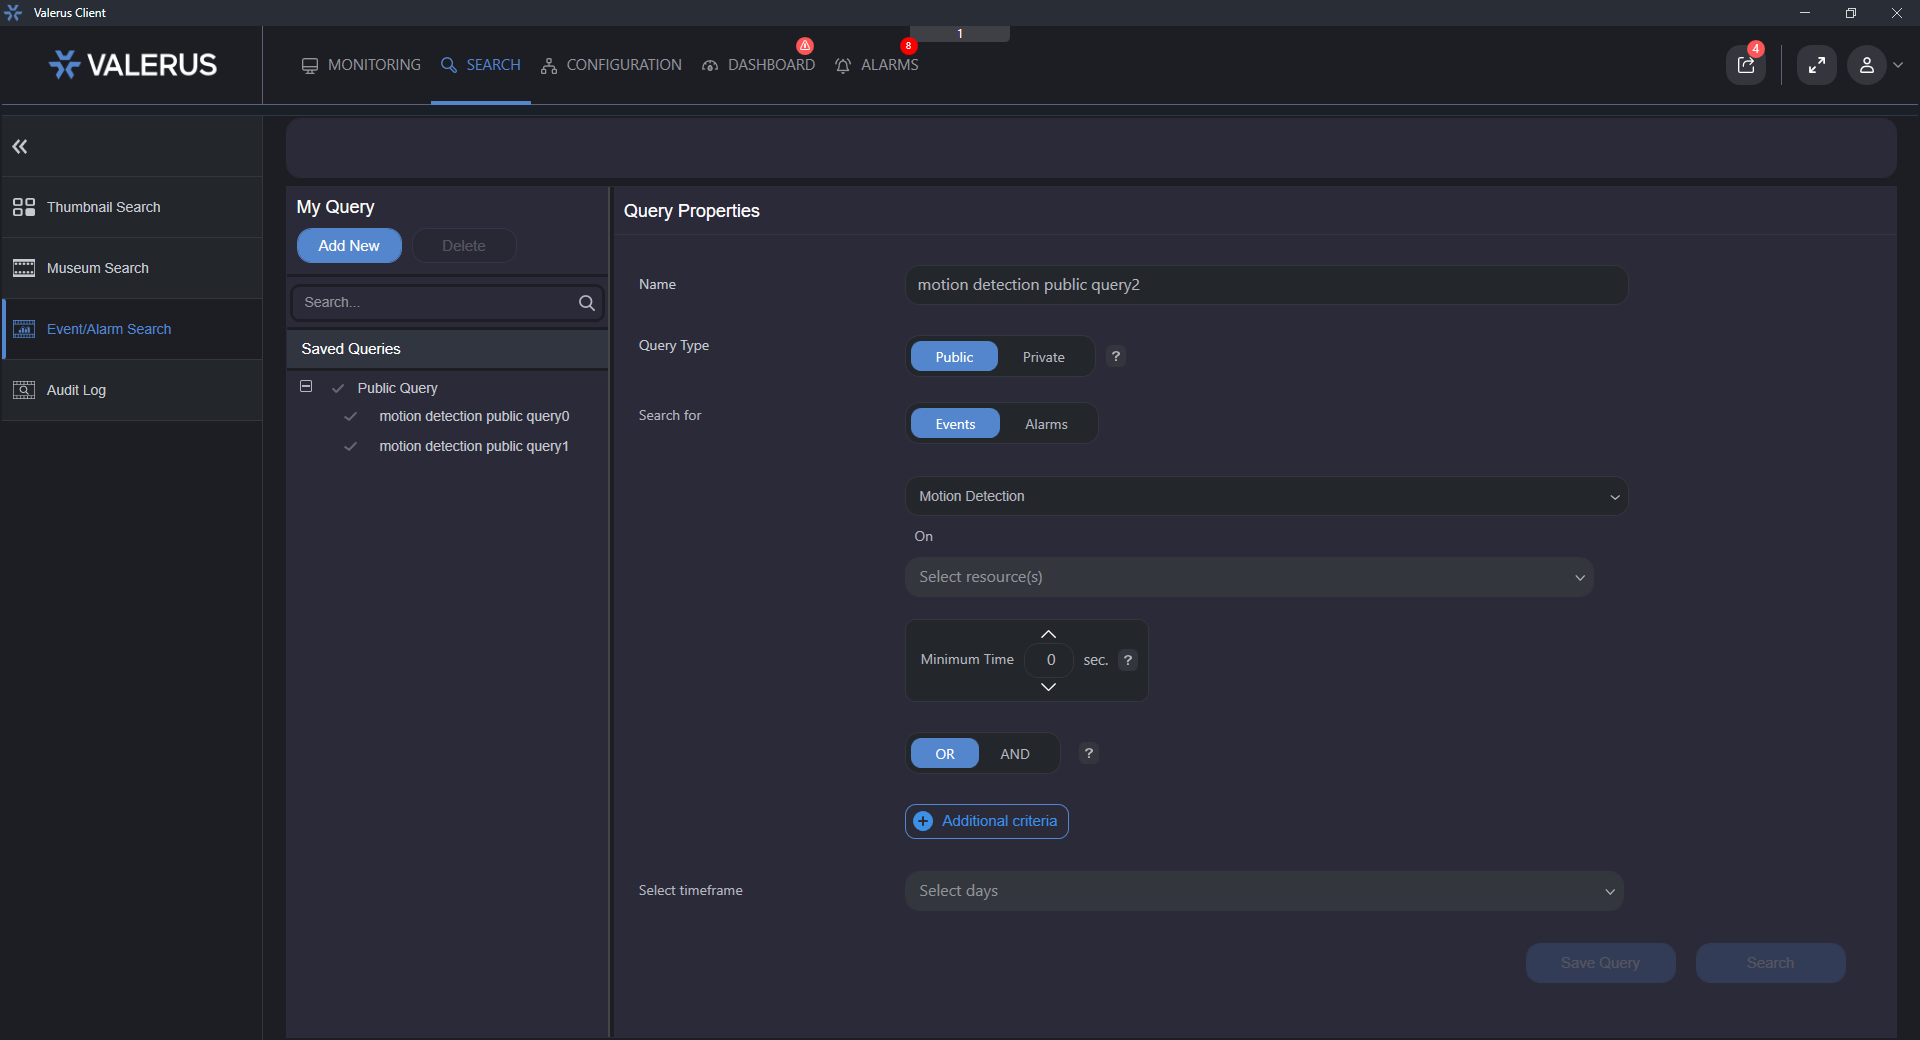 Valerus Client
VALERUS
MONITORING
SEARCH
CONFIGURATION
DASHBOARD
8
ALARMS
1
4
Thumbnail Search
Museum Search
Event/Alarm Search
Audit Log
My Query
Add New
Delete
Search...
Saved Queries
Public Query
motion detection public query0
motion detection public query1
Query Properties
Name
motion detection public query2
Query Type
Public
Private
?
Search for
Events
Alarms
Motion Detection
On
Select resource(s)
Minimum Time
0
sec.
?
OR
AND
?
Additional criteria
Select timeframe
Select days
Save Query
Search